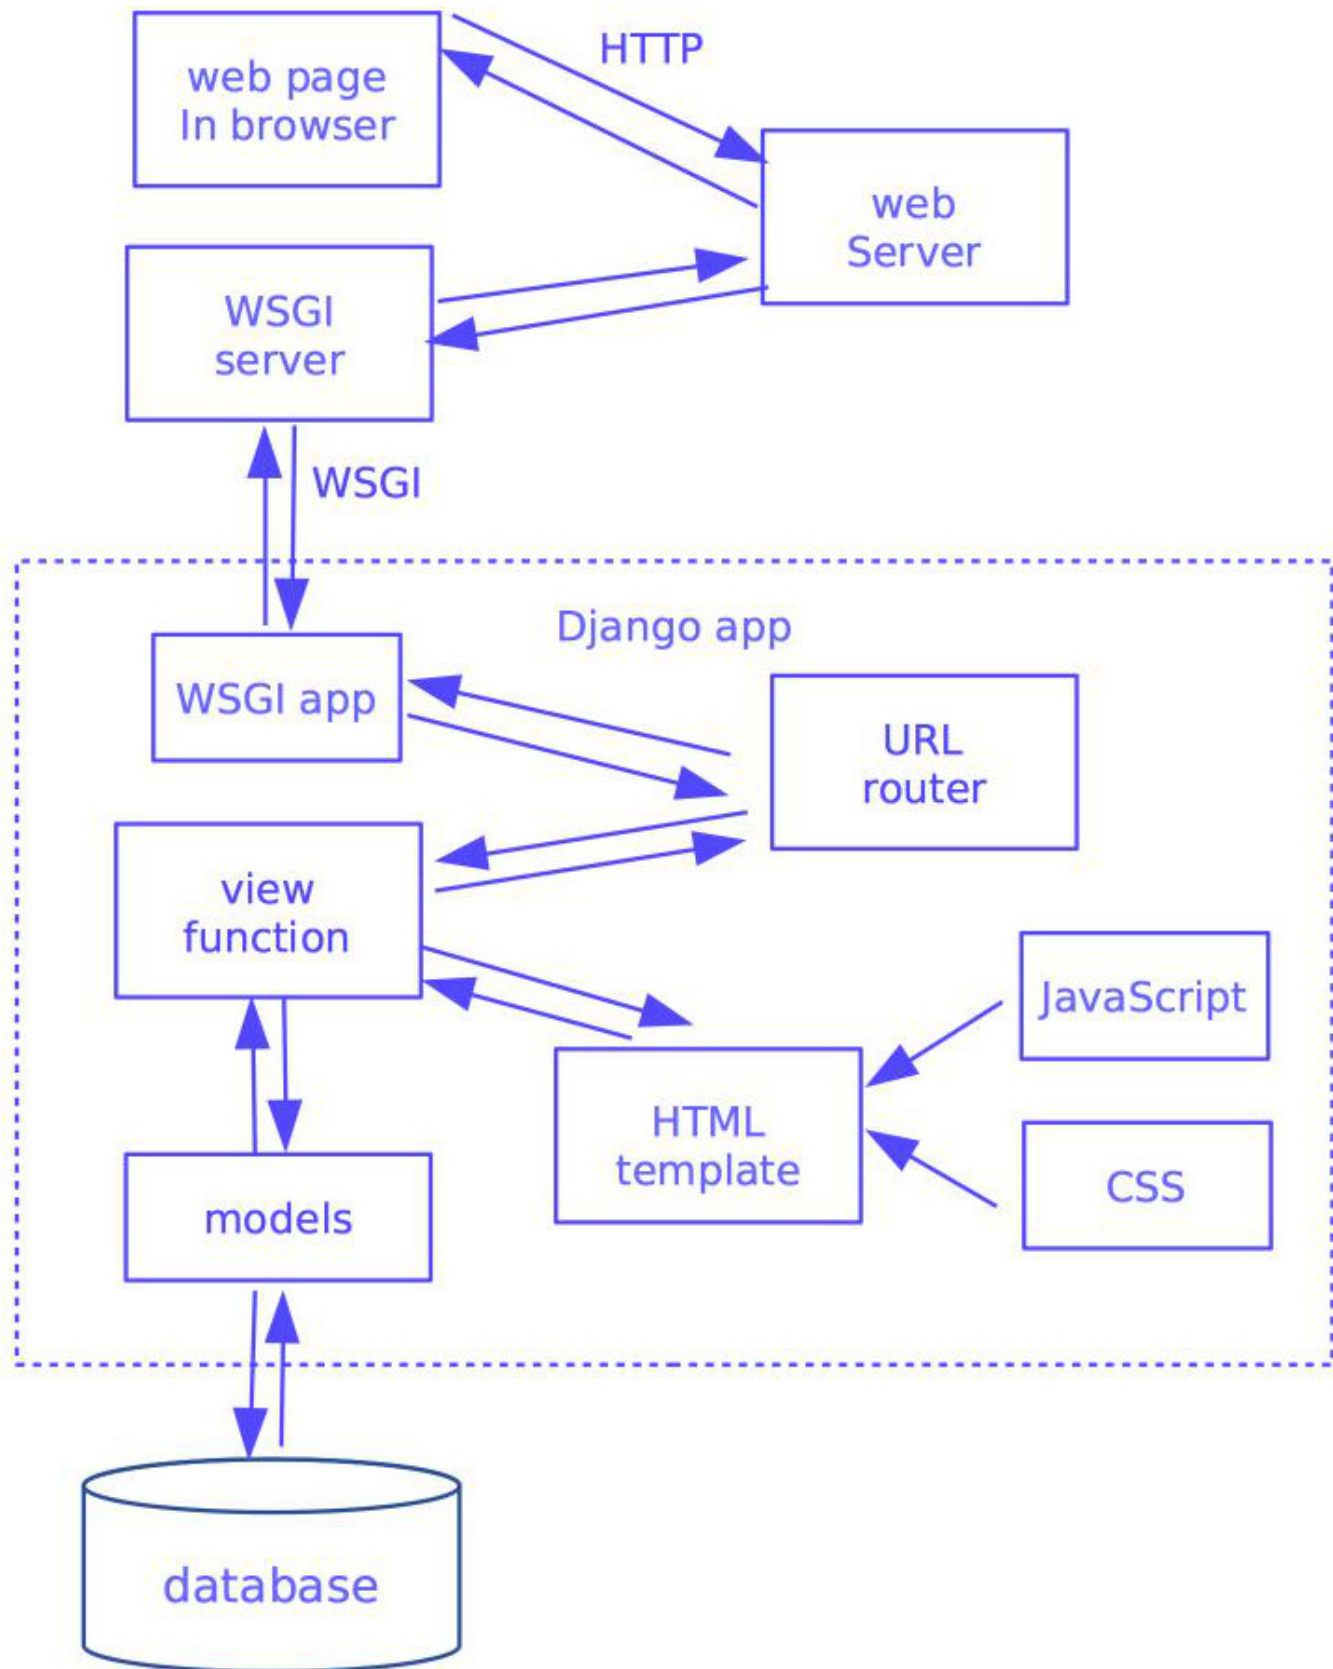 web page
In browser
HTTP
web
Server
WSGI
server
WSGI
Django app
WSGI app
URL
router
view
function
JavaScript
HTML
template
CSS
models
database